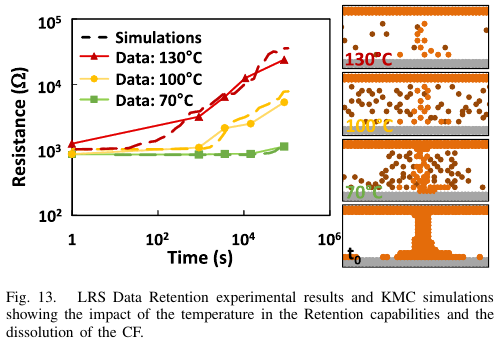 10⁵
10⁴
10³
10²
Resistance (Ω)
Simulations
Data: 130°C
Data: 100°C
Data: 70°C
1
10²
10⁴
10⁶
Time (s)
130°C
100°C
70°C
t₀
Fig. 13. LRS Data Retention experimental results and KMC simulations
showing the impact of the temperature in the Retention capabilities and the
dissolution of the CF.